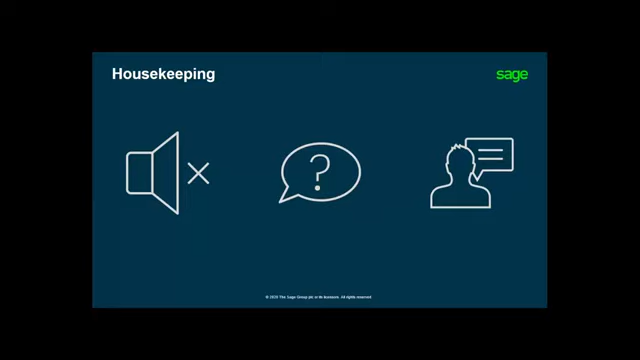 Housekeeping
sage
?
© 2020 The Sage Group plc or its licensors. All rights reserved.